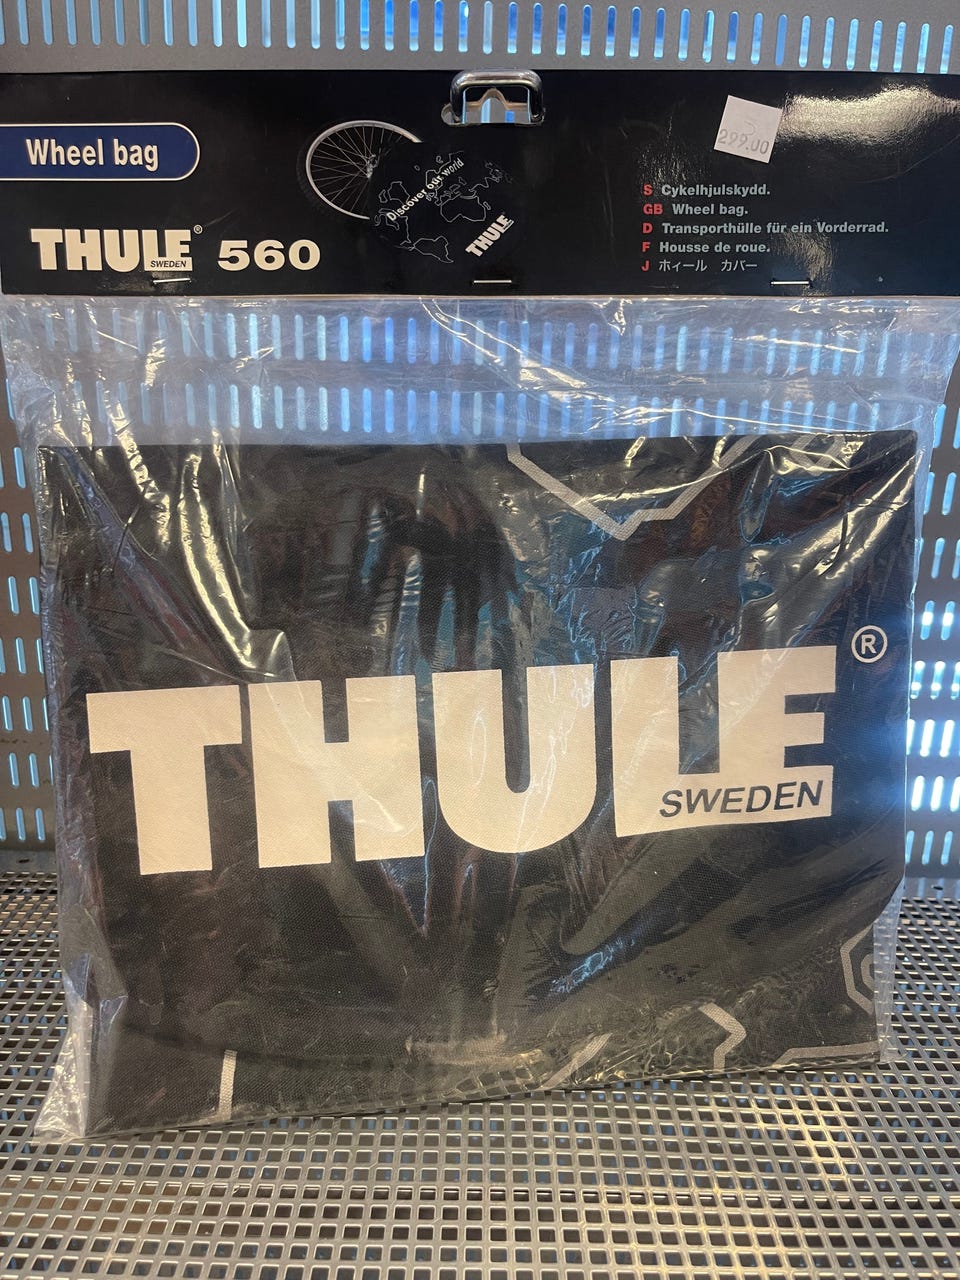 Wheel bag
THULE® 560
SWEDEN
Discover our world
THULE
299.00
S Cykelhjulskydd.
GB Wheel bag.
D Transporthülle für ein Vorderrad.
F Housse de roue.
J ホィール カバー
THULE®
SWEDEN